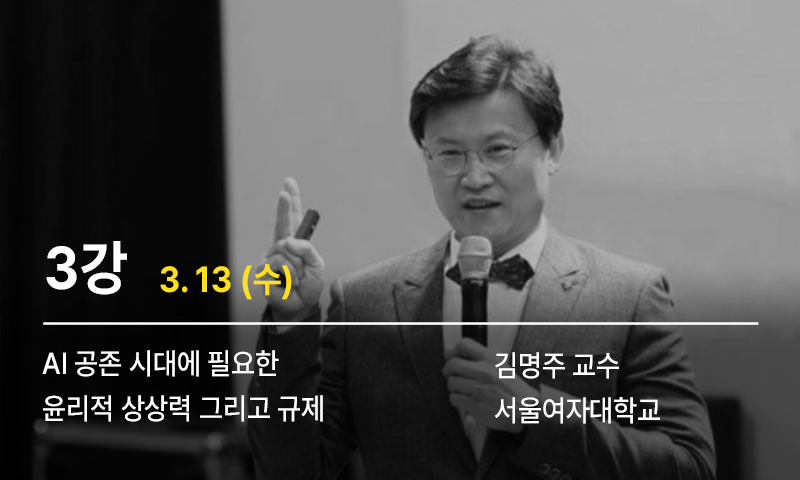 3강 3.13 (수)
AI 공존 시대에 필요한
윤리적 상상력 그리고 규제
김명주 교수
서울여자대학교